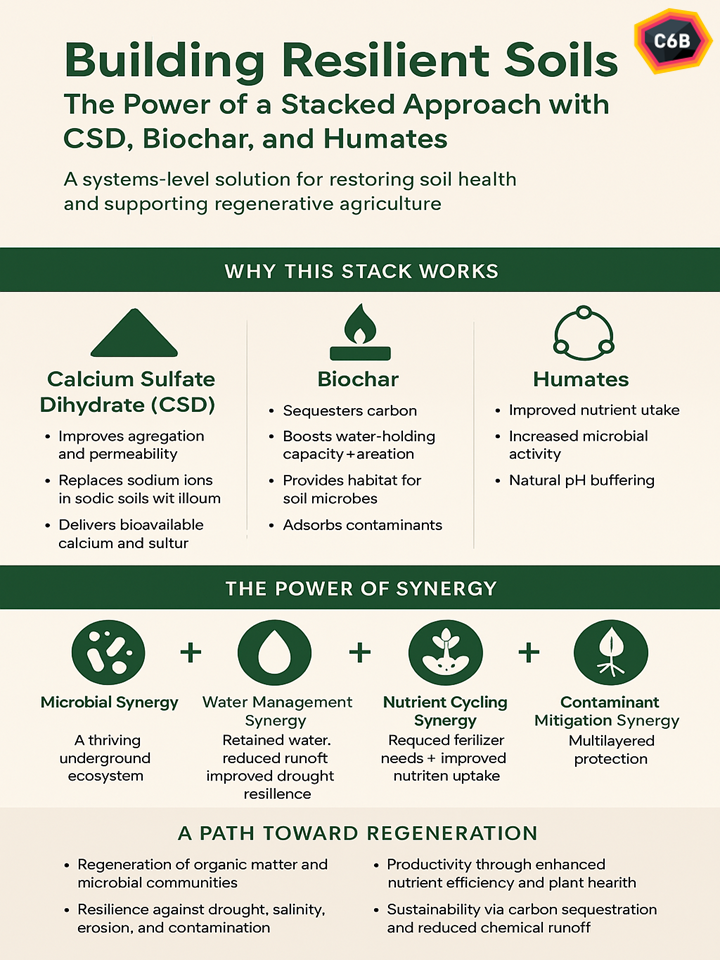 Building Resilient Soils
C6B
The Power of a Stacked Approach with
CSD, Biochar, and Humates
A systems-level solution for restoring soil health
and supporting regenerative agriculture
WHY THIS STACK WORKS
Calcium Sulfate
Dihydrate (CSD)
• Improves agregation
and permeability
• Replaces sodium ions
in sodic soils wit illoum
• Delivers bioavailable
calcium and sultur
Biochar
• Sequesters carbon
• Boosts water-holding
capacity+areation
• Provides habitat for
soil microbes
• Adsorbs contaminants
Humates
• Improved nutrient utake
• Increased microbial
activity
• Natural pH buffering
THE POWER OF SYNERGY
+ + +
Microbial Synergy
A thriving
underground
ecosystem
Water Management
Synergy
Retained water.
reduced runoft
improved drought
resillence
Nutrient Cycling
Synergy
Requced ferilizer
needs + improved
nutriten uptake
Contaminant
Mitigation Synergy
Multilayered
protection
A PATH TOWARD REGENERATION
• Regeneration of organic matter and
microbial communities
• Resilience against drought, salinity,
erosion, and contamination
• Productivity through enhanced
nutrient efficiency and plant hearith
• Sustainability via carbon sequestration
and reduced chemical runoff